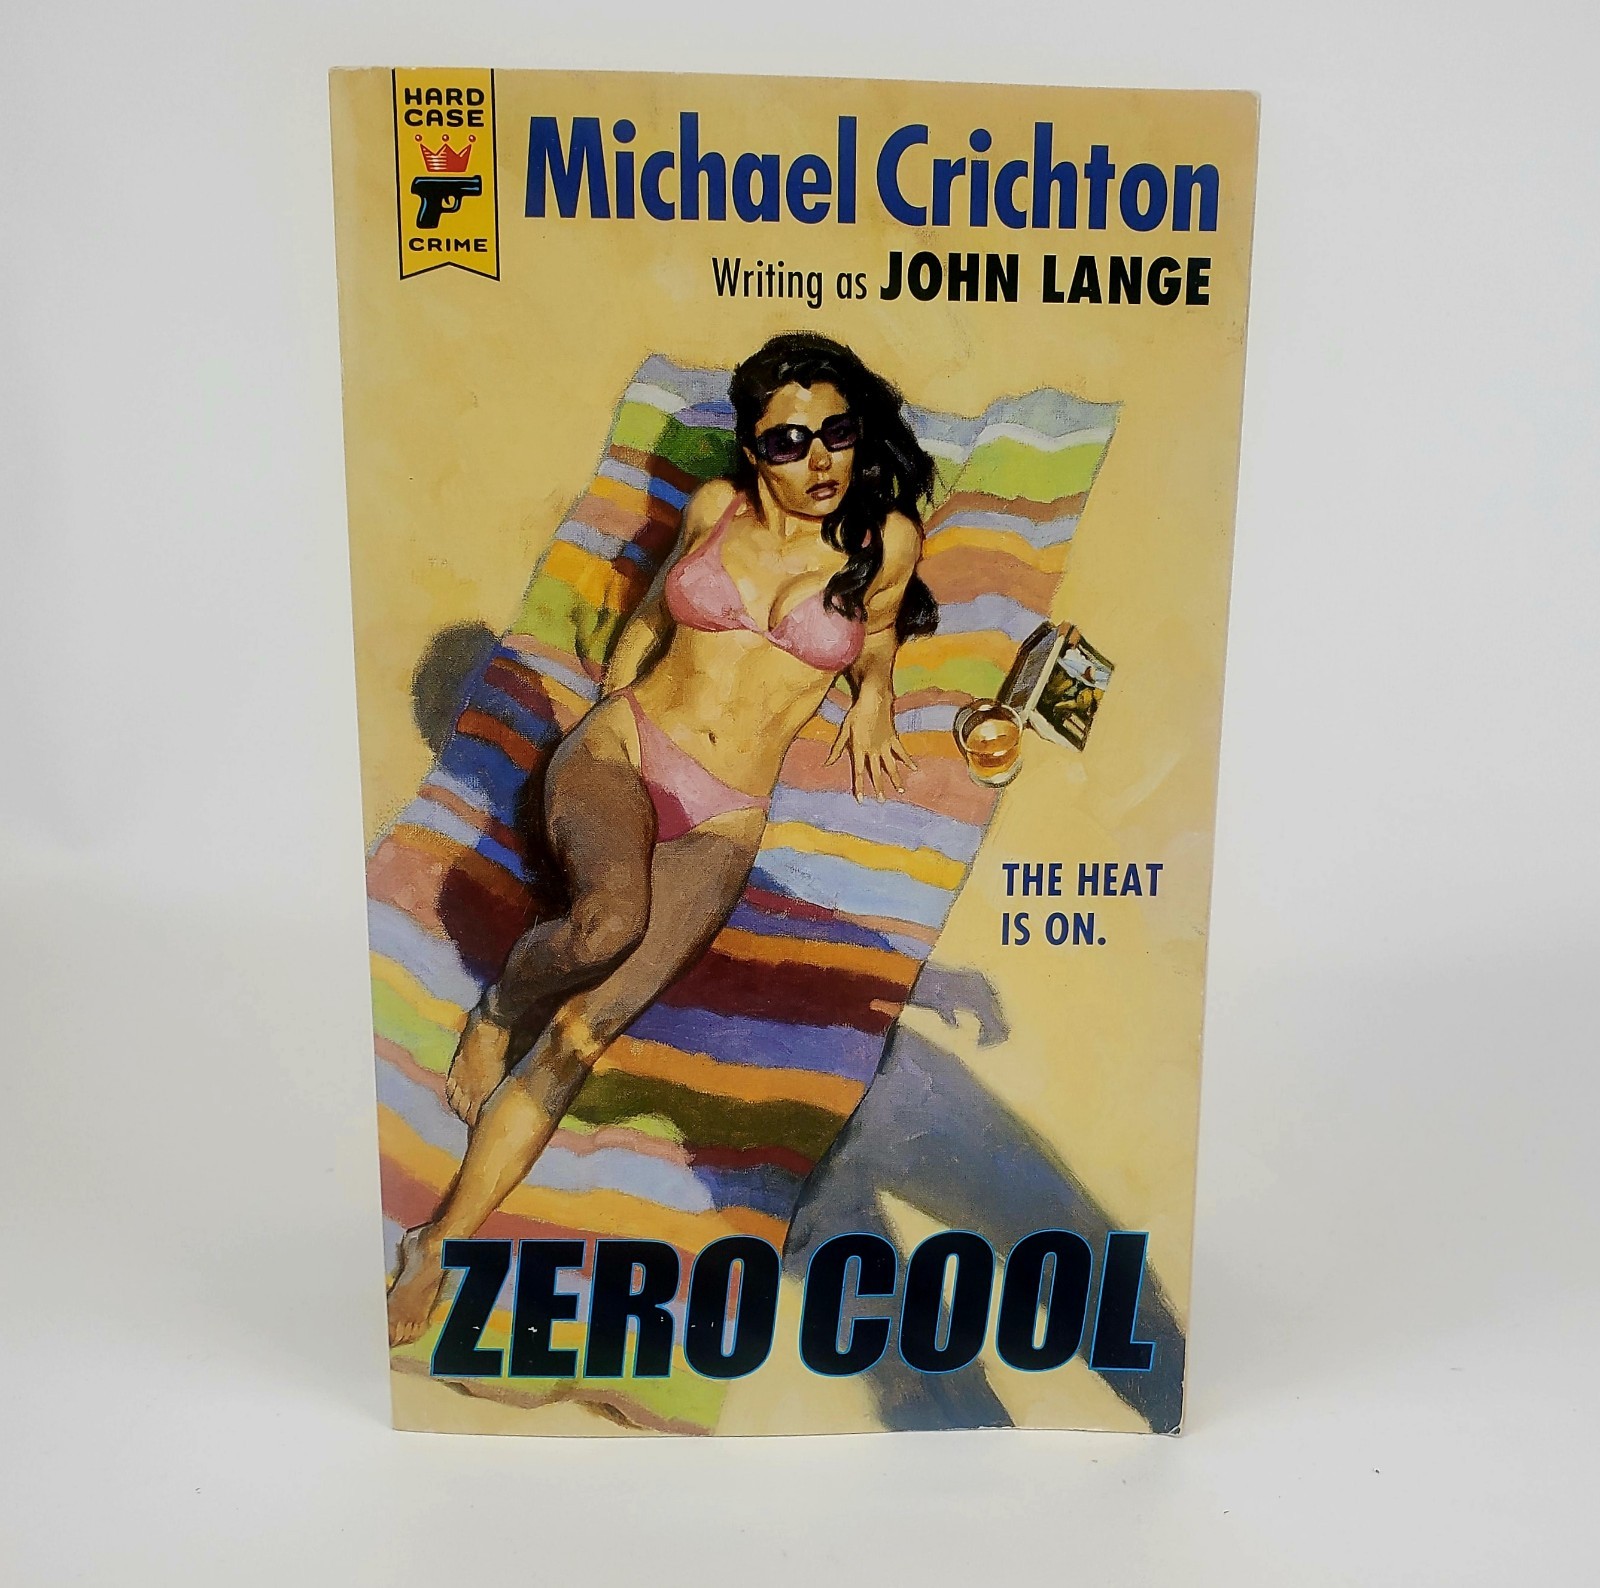 HARD
CASE
CRIME
Michael Crichton
Writing as JOHN LANGE
THE HEAT
IS ON.
ZERO COOL